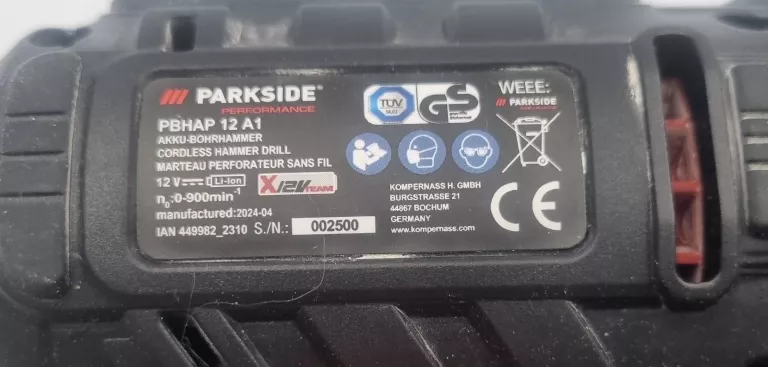 PARKSIDE®
PERFORMANCE
PBHAP 12 A1
AKKU-BOHRHAMMER
CORDLESS HAMMER DRILL
MARTEAU PERFORATEUR SANS FIL
12 V Li-Ion X12V TEAM
n0:0-900min-1
manufactured:2024-04
IAN 449982_2310 S./N.: 002500
TÜV
SÜD
GS
geprüfte
Sicherheit
WEEE:
PARKSIDE
KOMPERNASS H. GMBH
BURGSTRASSE 21
44867 BOCHUM
GERMANY
www.kompernass.com
CE